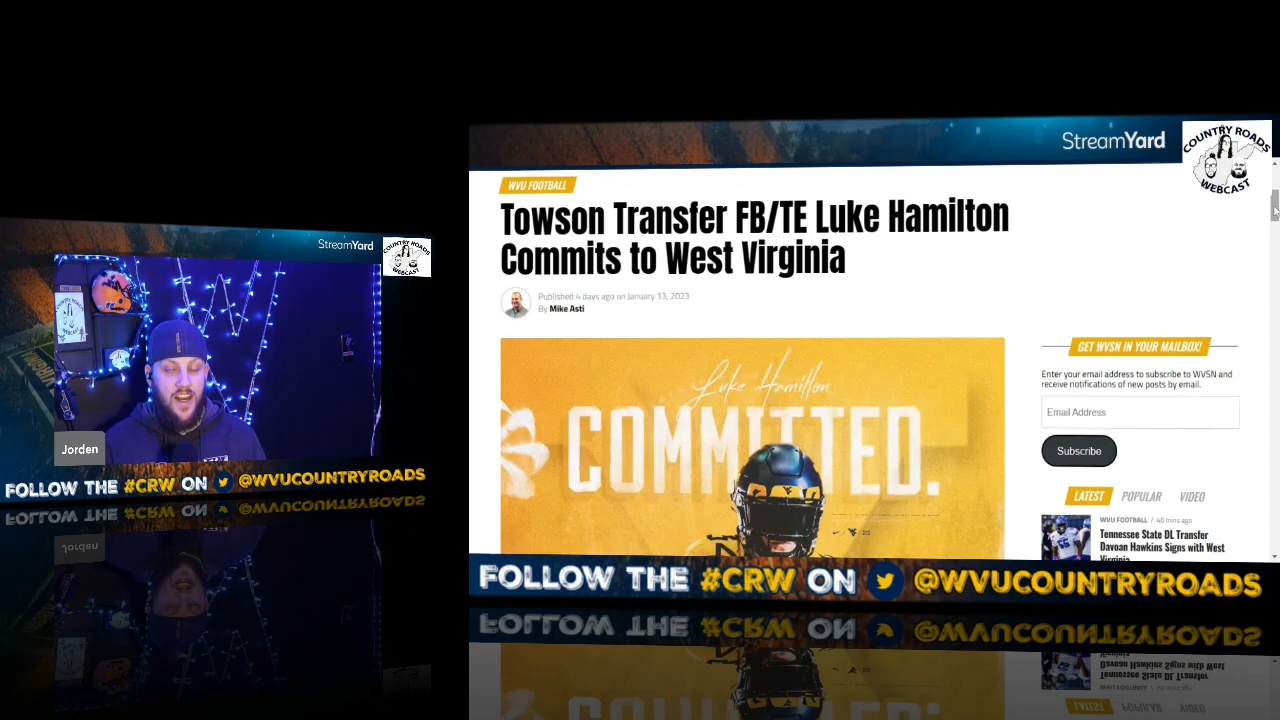 StreamYard
COUNTRY ROADS
WEBCAST
Jorden
FOLLOW THE #CRW ON @WVUCOUNTRYROADS
StreamYard
COUNTRY ROADS
WEBCAST
WVU FOOTBALL
Towson Transfer FB/TE Luke Hamilton
Commits to West Virginia
Published 4 days ago on January 13, 2023
By Mike Asti
Luke Hamilton
COMMITTED.
GET WVSN IN YOUR MAILBOX!
Enter your email address to subscribe to WVSN and
receive notifications of new posts by email.
Email Address
Subscribe
LATEST POPULAR VIDEO
WVU FOOTBALL / 40 mins ago
Tennessee State DL Transfer
Davoan Hawkins Signs with West
Virginia
FOLLOW THE #CRW ON @WVUCOUNTRYROADS